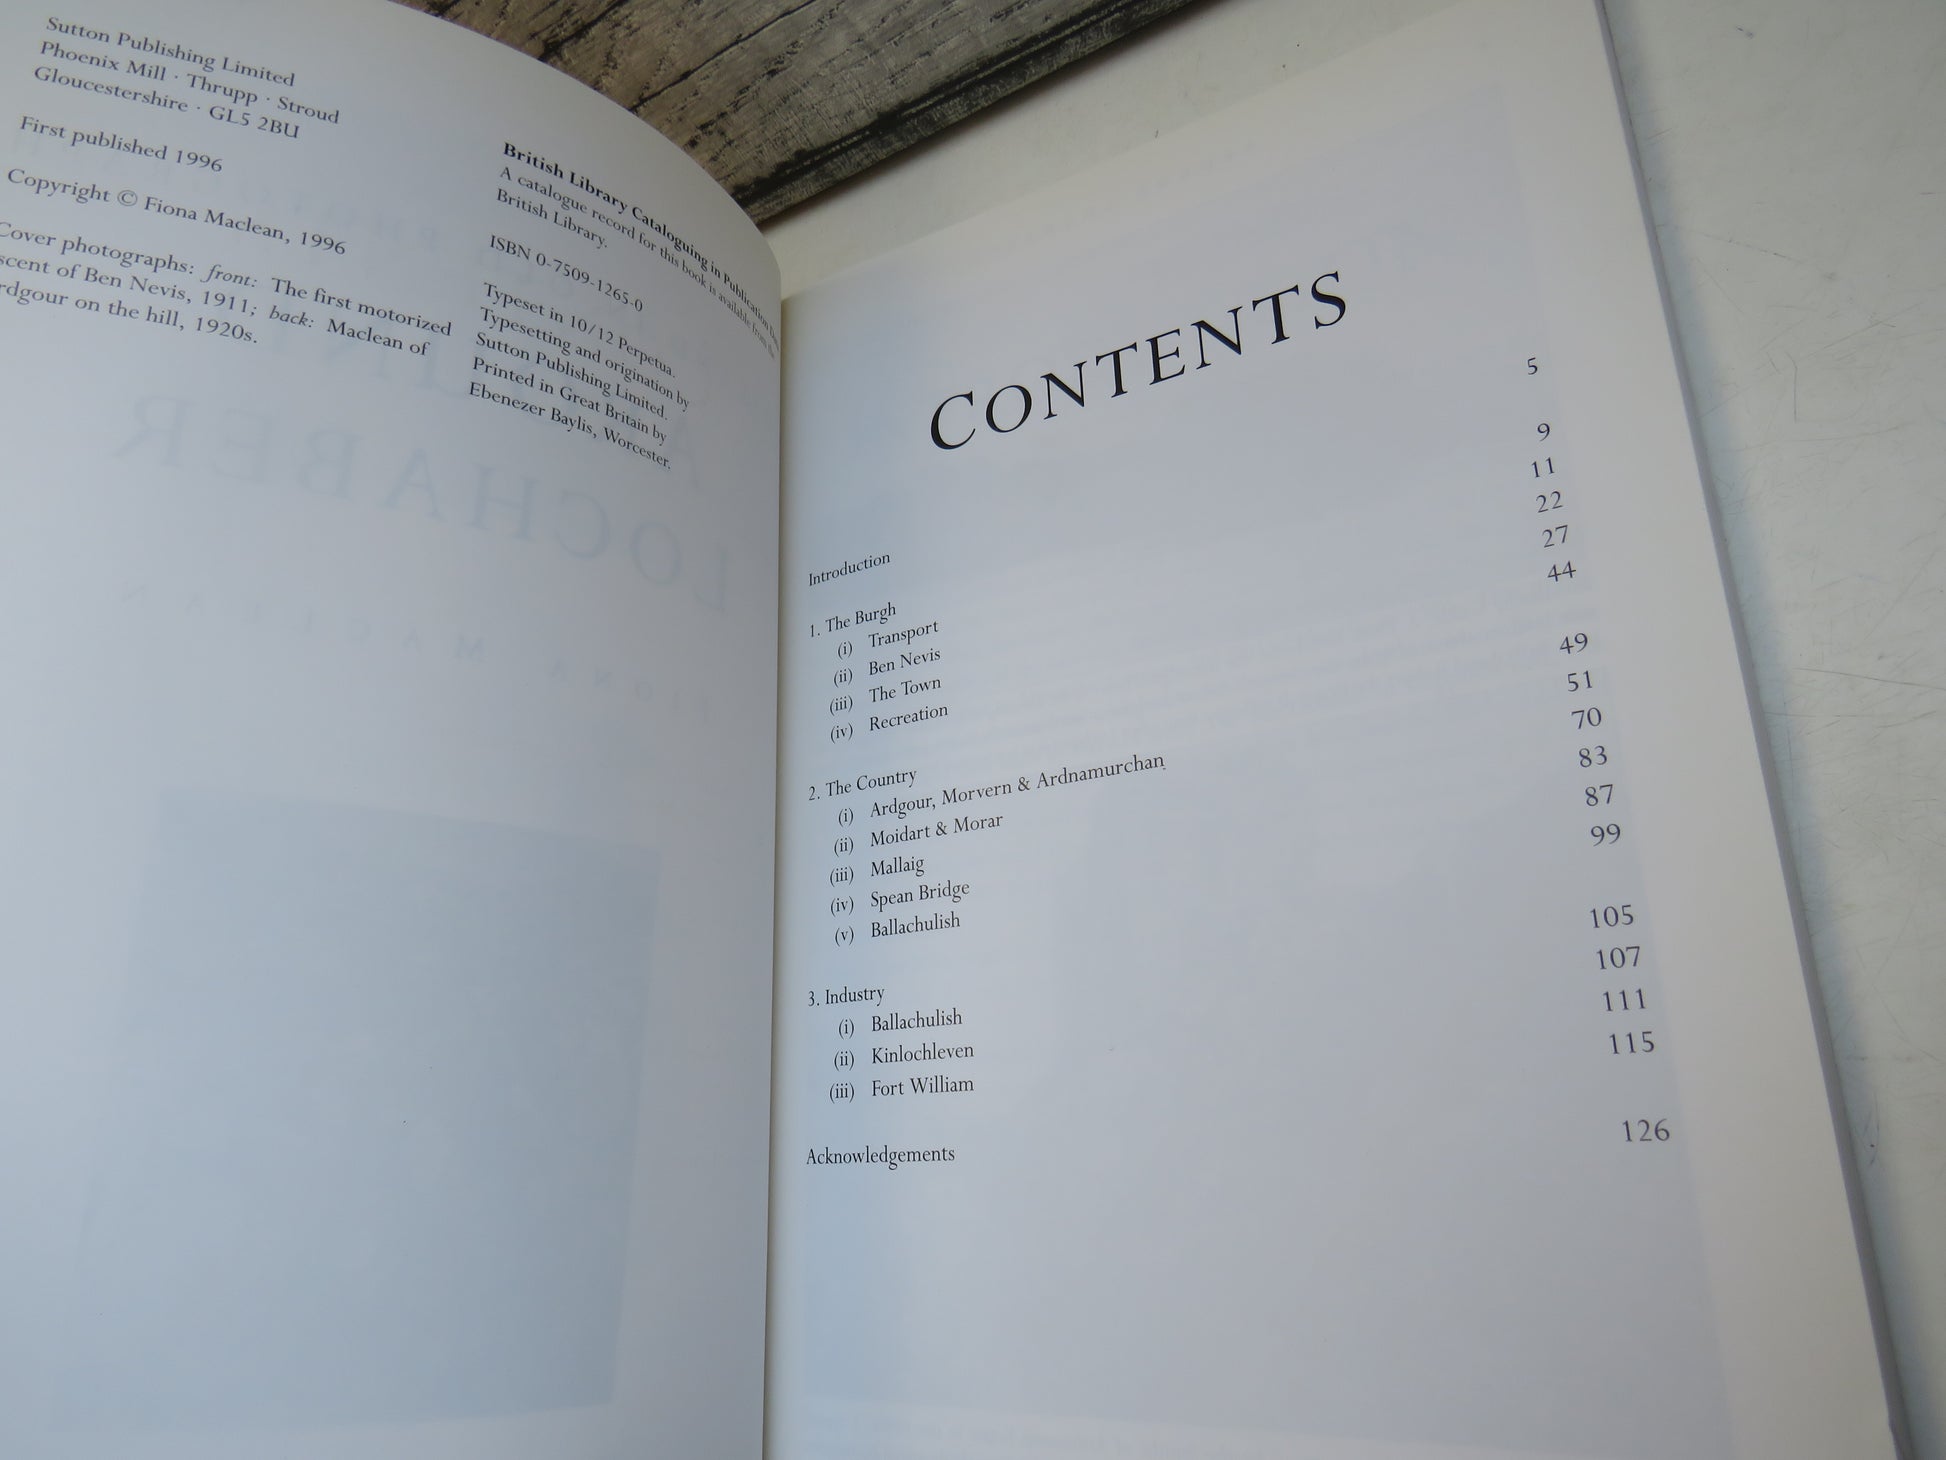 Sutton Publishing Limited
Phoenix Mill · Thrupp · Stroud
Gloucestershire · GL5 2BU
First published 1996
Copyright © Fiona Maclean, 1996
Cover photographs: front: The first motorized
scent of Ben Nevis, 1911; back: Maclean of
rdgour on the hill, 1920s.
British Library Cataloguing in Publication
A catalogue record for this book is available from the
British Library.
ISBN 0-7509-1265-0
Typeset in 10/12 Perpetua.
Typesetting and origination by
Sutton Publishing Limited.
Printed in Great Britain by
Ebenezer Baylis, Worcester.
CONTENTS
Introduction 5
1. The Burgh 9
(i) Transport 11
(ii) Ben Nevis 22
(iii) The Town 27
(iv) Recreation 44
2. The Country 49
(i) Ardgour, Morvern & Ardnamurchan 51
(ii) Moidart & Morar 70
(iii) Mallaig 83
(iv) Spean Bridge 87
(v) Ballachulish 99
3. Industry 105
(i) Ballachulish 107
(ii) Kinlochleven 111
(iii) Fort William 115
Acknowledgements 126
LOCHABER
FIONA MACLEAN